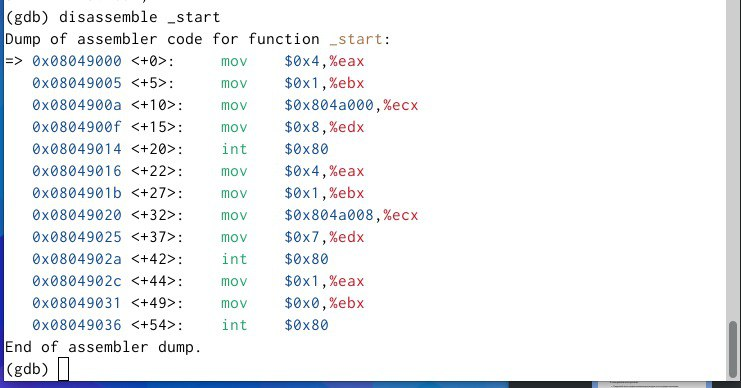 (gdb) disassemble _start
Dump of assembler code for function _start:
=> 0x08049000 <+0>:     mov    $0x4,%eax
   0x08049005 <+5>:     mov    $0x1,%ebx
   0x0804900a <+10>:    mov    $0x804a000,%ecx
   0x0804900f <+15>:    mov    $0x8,%edx
   0x08049014 <+20>:    int    $0x80
   0x08049016 <+22>:    mov    $0x4,%eax
   0x0804901b <+27>:    mov    $0x1,%ebx
   0x08049020 <+32>:    mov    $0x804a008,%ecx
   0x08049025 <+37>:    mov    $0x7,%edx
   0x0804902a <+42>:    int    $0x80
   0x0804902c <+44>:    mov    $0x1,%eax
   0x08049031 <+49>:    mov    $0x0,%ebx
   0x08049036 <+54>:    int    $0x80
End of assembler dump.
(gdb)